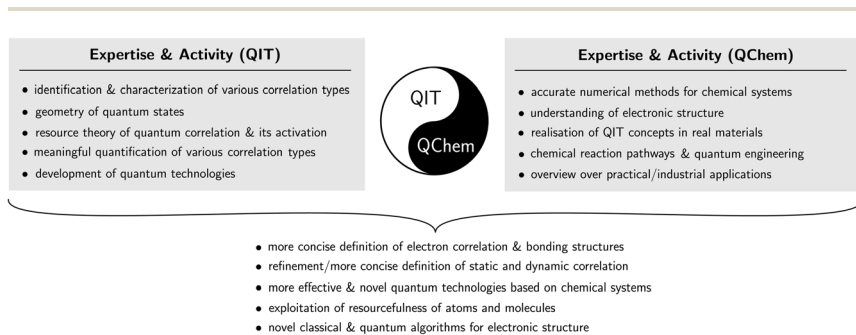 Expertise & Activity (QIT)
• identification & characterization of various correlation types
• geometry of quantum states
• resource theory of quantum correlation & its activation
• meaningful quantification of various correlation types
• development of quantum technologies
QIT
QChem
Expertise & Activity (QChem)
• accurate numerical methods for chemical systems
• understanding of electronic structure
• realisation of QIT concepts in real materials
• chemical reaction pathways & quantum engineering
• overview over practical/industrial applications
• more concise definition of electron correlation & bonding structures
• refinement/more concise definition of static and dynamic correlation
• more effective & novel quantum technologies based on chemical systems
• exploitation of resourcefulness of atoms and molecules
• novel classical & quantum algorithms for electronic structure